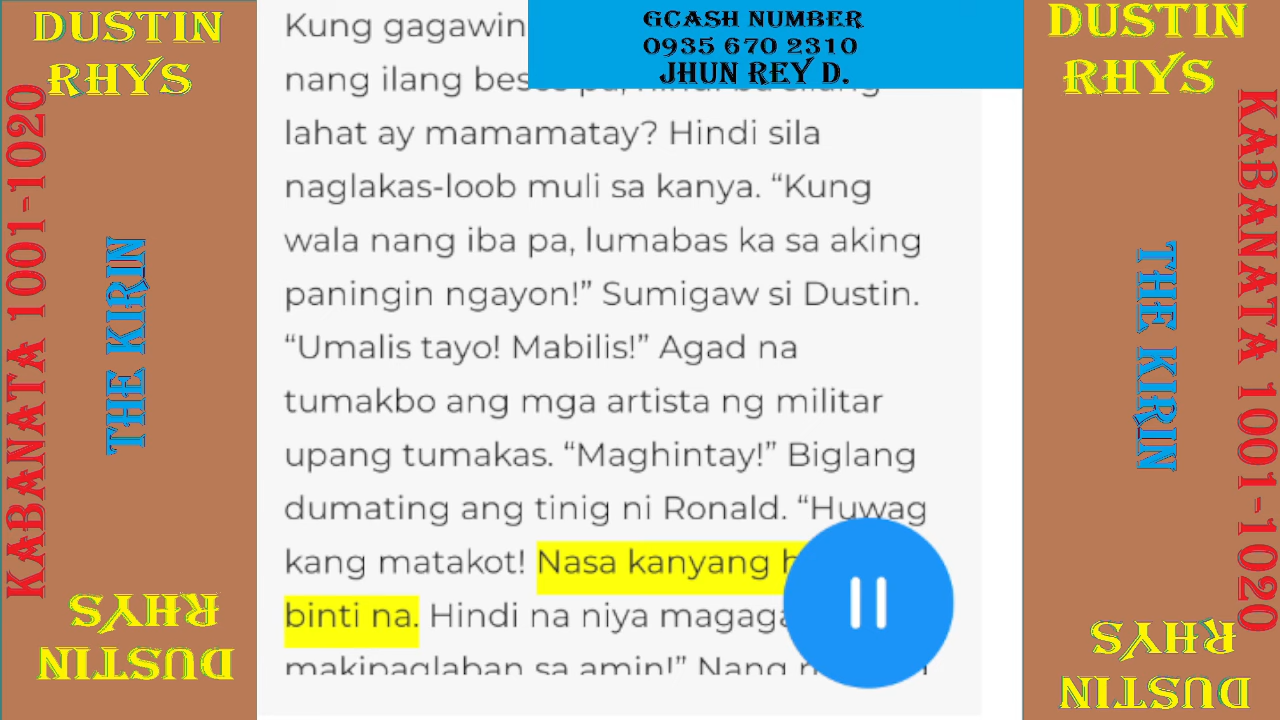 DUSTIN
RHYS
KABANATA 1001-1020
THE KIRIN
DUSTIN
RHYS
GCASH NUMBER
0935 670 2310
JHUN REY D.
Kung gagawin
nang ilang
lahat ay mamamatay? Hindi sila
naglakas-loob muli sa kanya. “Kung
wala nang iba pa, lumabas ka sa aking
paningin ngayon!” Sumigaw si Dustin.
“Umalis tayo! Mabilis!” Agad na
tumakbo ang mga artista ng militar
upang tumakas. “Maghintay!” Biglang
dumating ang tinig ni Ronald. “Huwag
kang matakot! Nasa kanyang
binti na. Hindi na niya
makipaglaban sa amin!” Nang
DUSTIN
RHYS
KABANATA 1001-1020
THE KIRIN
DUSTIN
RHYS